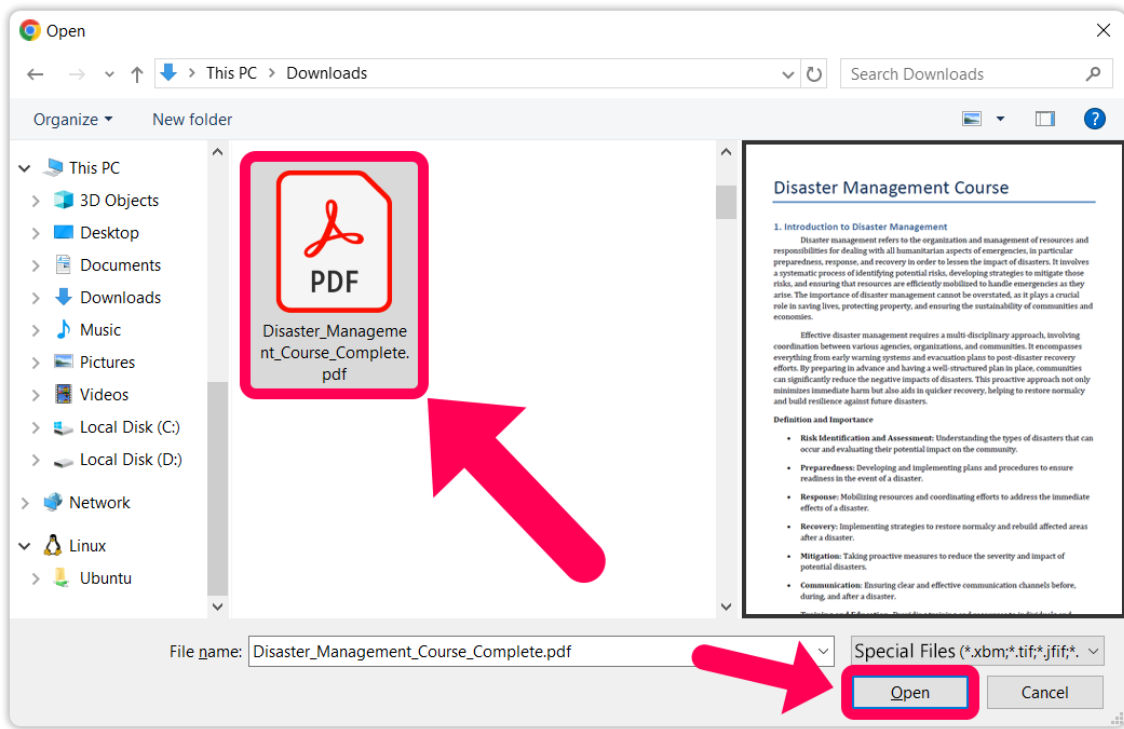 Open
This PC > Downloads
Search Downloads
Organize
New folder
?
This PC
3D Objects
Desktop
Documents
Downloads
Music
Pictures
Videos
Local Disk (C:)
Local Disk (D:)
Network
Linux
Ubuntu
PDF
Disaster_Manageme
nt_Course_Complete.
pdf
Disaster Management Course
1. Introduction to Disaster Management
Disaster management refers to the organization and management of resources and
responsibilities for dealing with all humanitarian aspects of emergencies, in particular
preparedness, response, and recovery in order to lessen the impact of disasters. It involves
a systematic process of identifying potential risks, developing strategies to mitigate those
risks, and ensuring that resources are efficiently mobilized to handle emergencies as they
arise. The importance of disaster management cannot be overstated, as it plays a crucial
role in saving lives, protecting property, and ensuring the sustainability of communities and
economies.
Effective disaster management requires a multi-disciplinary approach, involving
coordination between various agencies, organizations, and communities. It encompasses
everything from early warning systems and evacuation plans to post-disaster recovery
efforts. By preparing in advance and having a well-structured plan in place, communities
can significantly reduce the negative impacts of disasters. This proactive approach not only
minimizes immediate harm but also aids in quicker recovery, helping to restore normalcy
and build resilience against future disasters.
Definition and Importance
• Risk Identification and Assessment: Understanding the types of disasters that can
occur and evaluating their potential impact on the community.
• Preparedness: Developing and implementing plans and procedures to ensure
readiness in the event of a disaster.
• Response: Mobilizing resources and coordinating efforts to address the immediate
effects of a disaster.
• Recovery: Implementing strategies to restore normalcy and rebuild affected areas
after a disaster.
• Mitigation: Taking proactive measures to reduce the severity and impact of
potential disasters.
• Communication: Ensuring clear and effective communication channels before,
during, and after a disaster.
File name: Disaster_Management_Course_Complete.pdf
Special Files (*.xbm;*.tif;*.jfif;*.
Open
Cancel